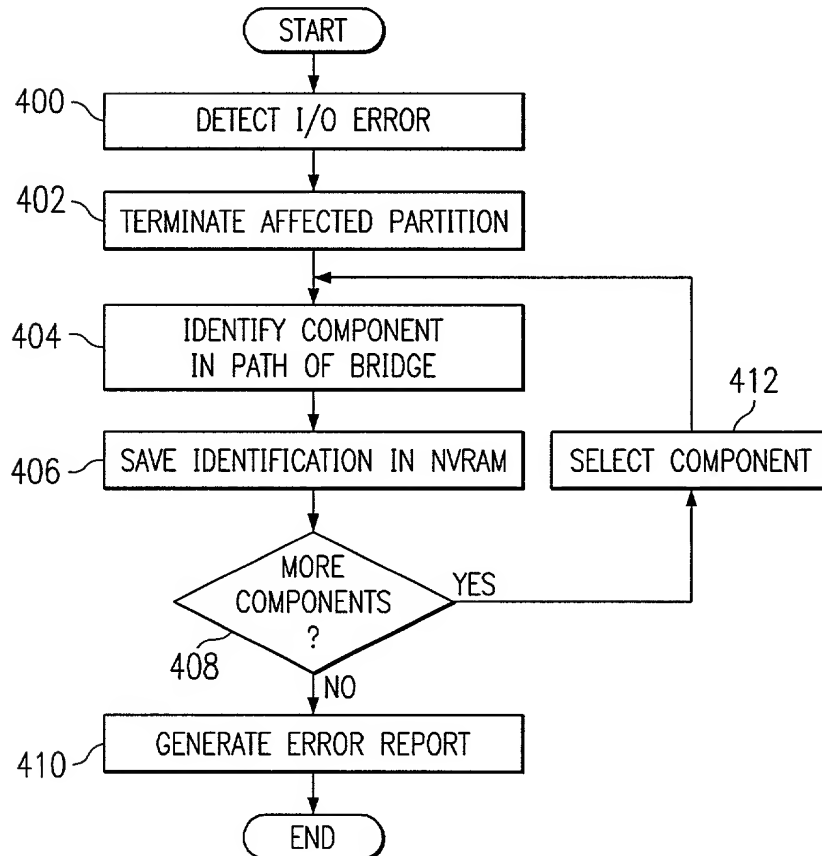 START
400
DETECT I/O ERROR
402
TERMINATE AFFECTED PARTITION
404
IDENTIFY COMPONENT
IN PATH OF BRIDGE
412
406
SAVE IDENTIFICATION IN NVRAM
SELECT COMPONENT
MORE
COMPONENTS
?
YES
408
NO
410
GENERATE ERROR REPORT
END